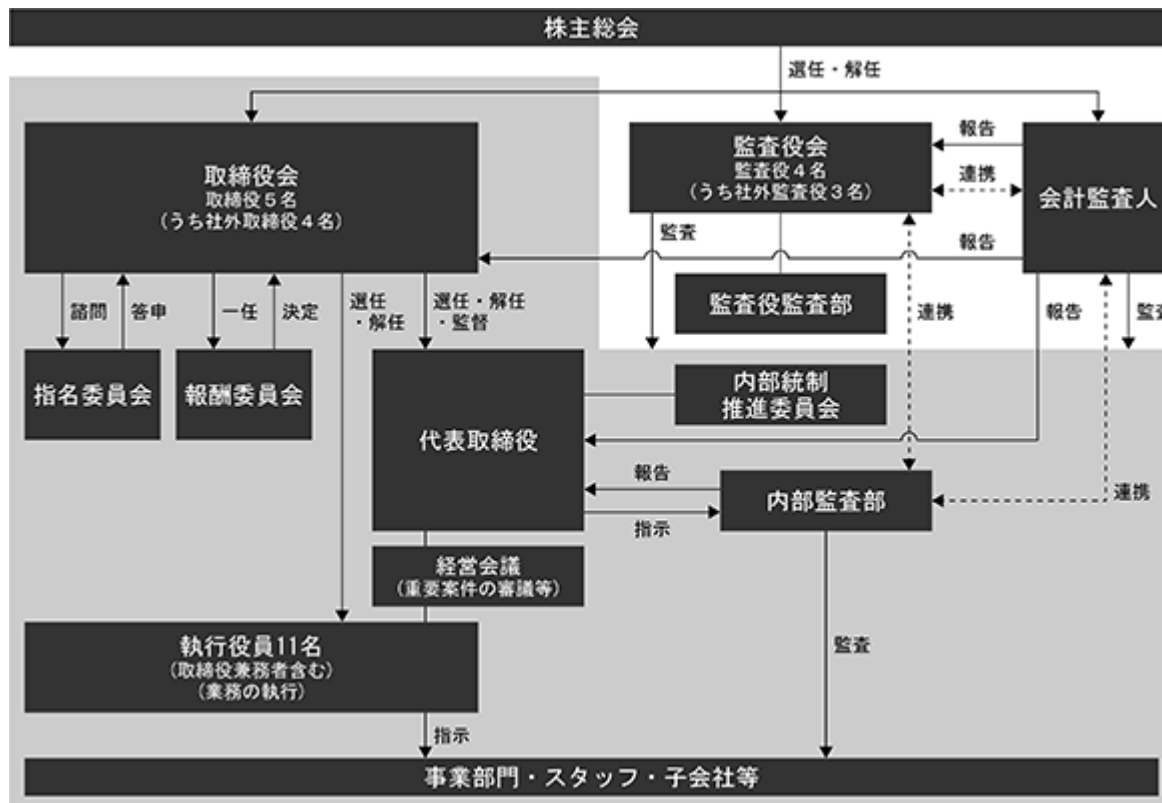 株主総会
選任・解任
取締役会
取締役5名
(うち社外取締役4名)
監査役会
監査役4名
(うち社外監査役3名)
報告
連携
会計監査人
監査
報告
監査役監査部
連携
報告
監査
諮問
答申
一任
決定
選任
・解任
選任・解任
・監督
指名委員会
報酬委員会
代表取締役
内部統制
推進委員会
報告
指示
内部監査部
連携
経営会議
(重要案件の審議等)
執行役員11名
(取締役兼務者含む)
(業務の執行)
監査
指示
事業部門・スタッフ・子会社等